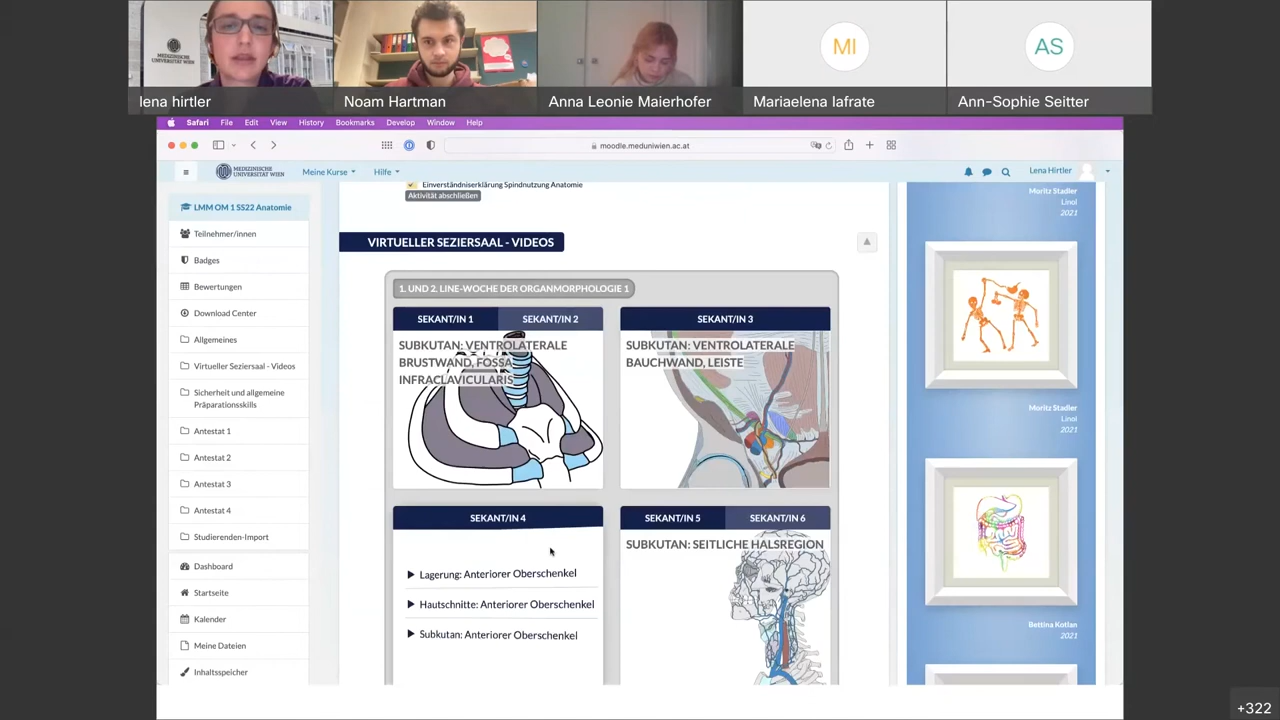 MEDIZINISCHE
UNIVERSITÄT WIEN
MI
AS
lena hirtler
Noam Hartman
Anna Leonie Maierhofer
Mariaelena Iafrate
Ann-Sophie Seitter
Safari File Edit View History Bookmarks Develop Window Help
moodle.meduniwien.ac.at
MEDIZINISCHE
UNIVERSITÄT WIEN
Meine Kurse
Hilfe
Lena Hirtler
LMM OM 1 SS22 Anatomie
Teilnehmer/innen
Badges
Bewertungen
Download Center
Allgemeines
Virtueller Seziersaal - Videos
Sicherheit und allgemeine
Präparationsskills
Antestat 1
Antestat 2
Antestat 3
Antestat 4
Studierenden-Import
Dashboard
Startseite
Kalender
Meine Dateien
Inhaltsspeicher
Einverständniserklärung Spindnutzung Anatomie
Aktivität abschließen
VIRTUELLER SEZIERSAAL - VIDEOS
1. UND 2. LINE-WOCHE DER ORGANMORPHOLOGIE 1
SEKANT/IN 1
SEKANT/IN 2
SUBKUTAN: VENTROLATERALE
BRUSTWAND, FOSSA
INFRACLAVICULARIS
SEKANT/IN 3
SUBKUTAN: VENTROLATERALE
BAUCHWAND, LEISTE
SEKANT/IN 4
Lagerung: Anteriorer Oberschenkel
Hautschnitte: Anteriorer Oberschenkel
Subkutan: Anteriorer Oberschenkel
SEKANT/IN 5
SEKANT/IN 6
SUBKUTAN: SEITLICHE HALSREGION
Moritz Stadler
Linol
2021
Moritz Stadler
Linol
2021
Bettina Kotlan
2021
+322